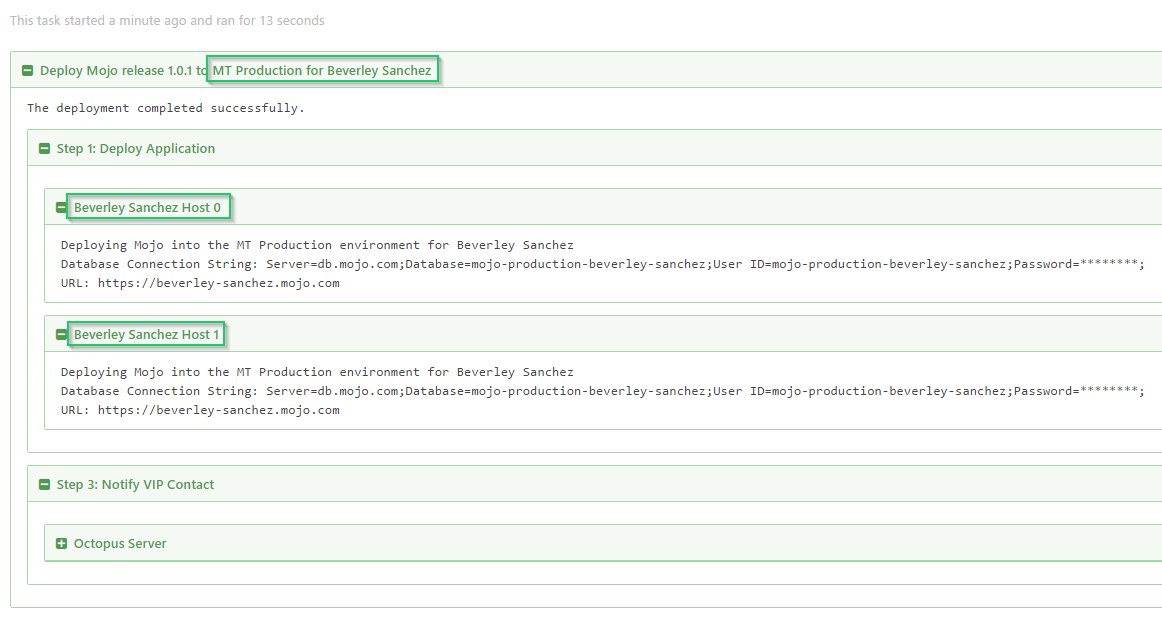 This task started a minute ago and ran for 13 seconds
Deploy Mojo release 1.0.1 to MT Production for Beverley Sanchez
The deployment completed successfully.
Step 1: Deploy Application
Beverley Sanchez Host 0
Deploying Mojo into the MT Production environment for Beverley Sanchez
Database Connection String: Server=db.mojo.com;Database=mojo-production-beverley-sanchez;User ID=mojo-production-beverley-sanchez;Password=********;
URL: https://beverley-sanchez.mojo.com
Beverley Sanchez Host 1
Deploying Mojo into the MT Production environment for Beverley Sanchez
Database Connection String: Server=db.mojo.com;Database=mojo-production-beverley-sanchez;User ID=mojo-production-beverley-sanchez;Password=********;
URL: https://beverley-sanchez.mojo.com
Step 3: Notify VIP Contact
Octopus Server